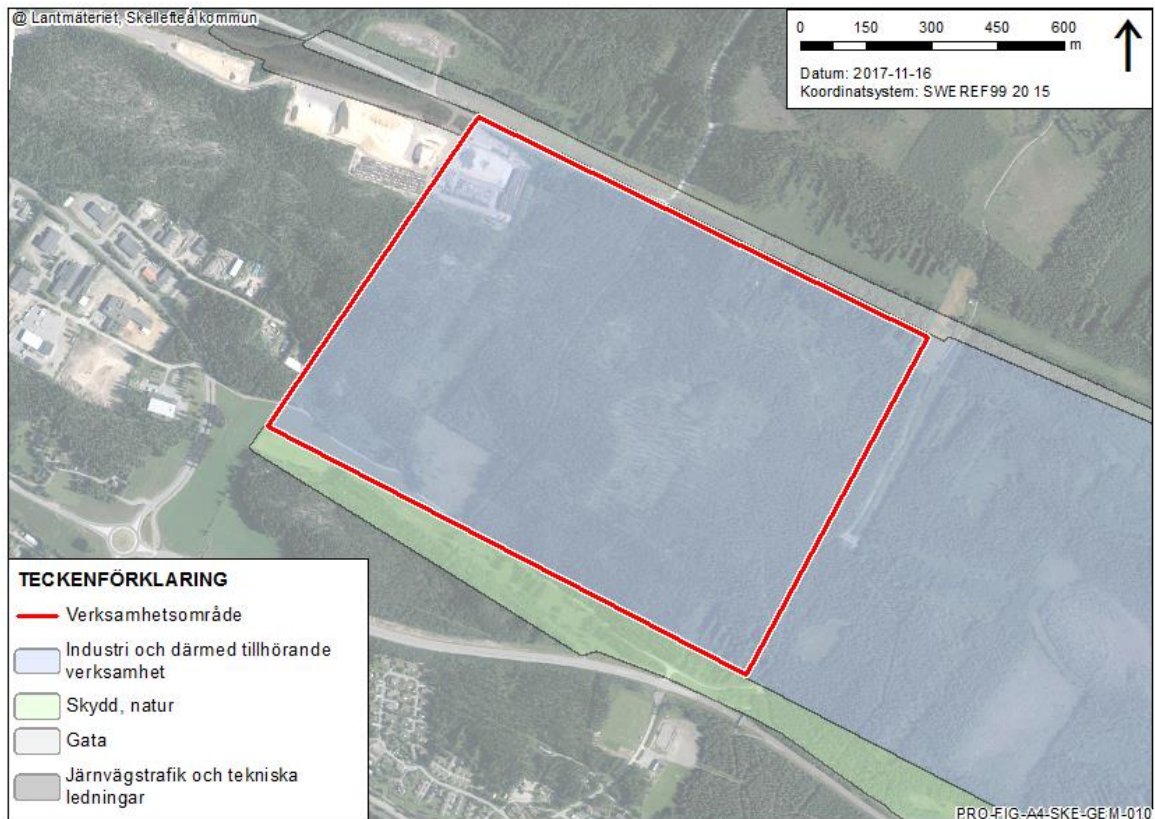 @ Lantmäteriet, Skellefteå kommun
0 150 300 450 600
m
Datum: 2017-11-16
Koordinatsystem: SWEREF99 20 15
TECKENFÖRKLARING
Verksamhetsområde
Industri och därmed tillhörande
verksamhet
Skydd, natur
Gata
Järnvägstrafik och tekniska
ledningar
PRO-FIG-A4-SKE-GEM-010